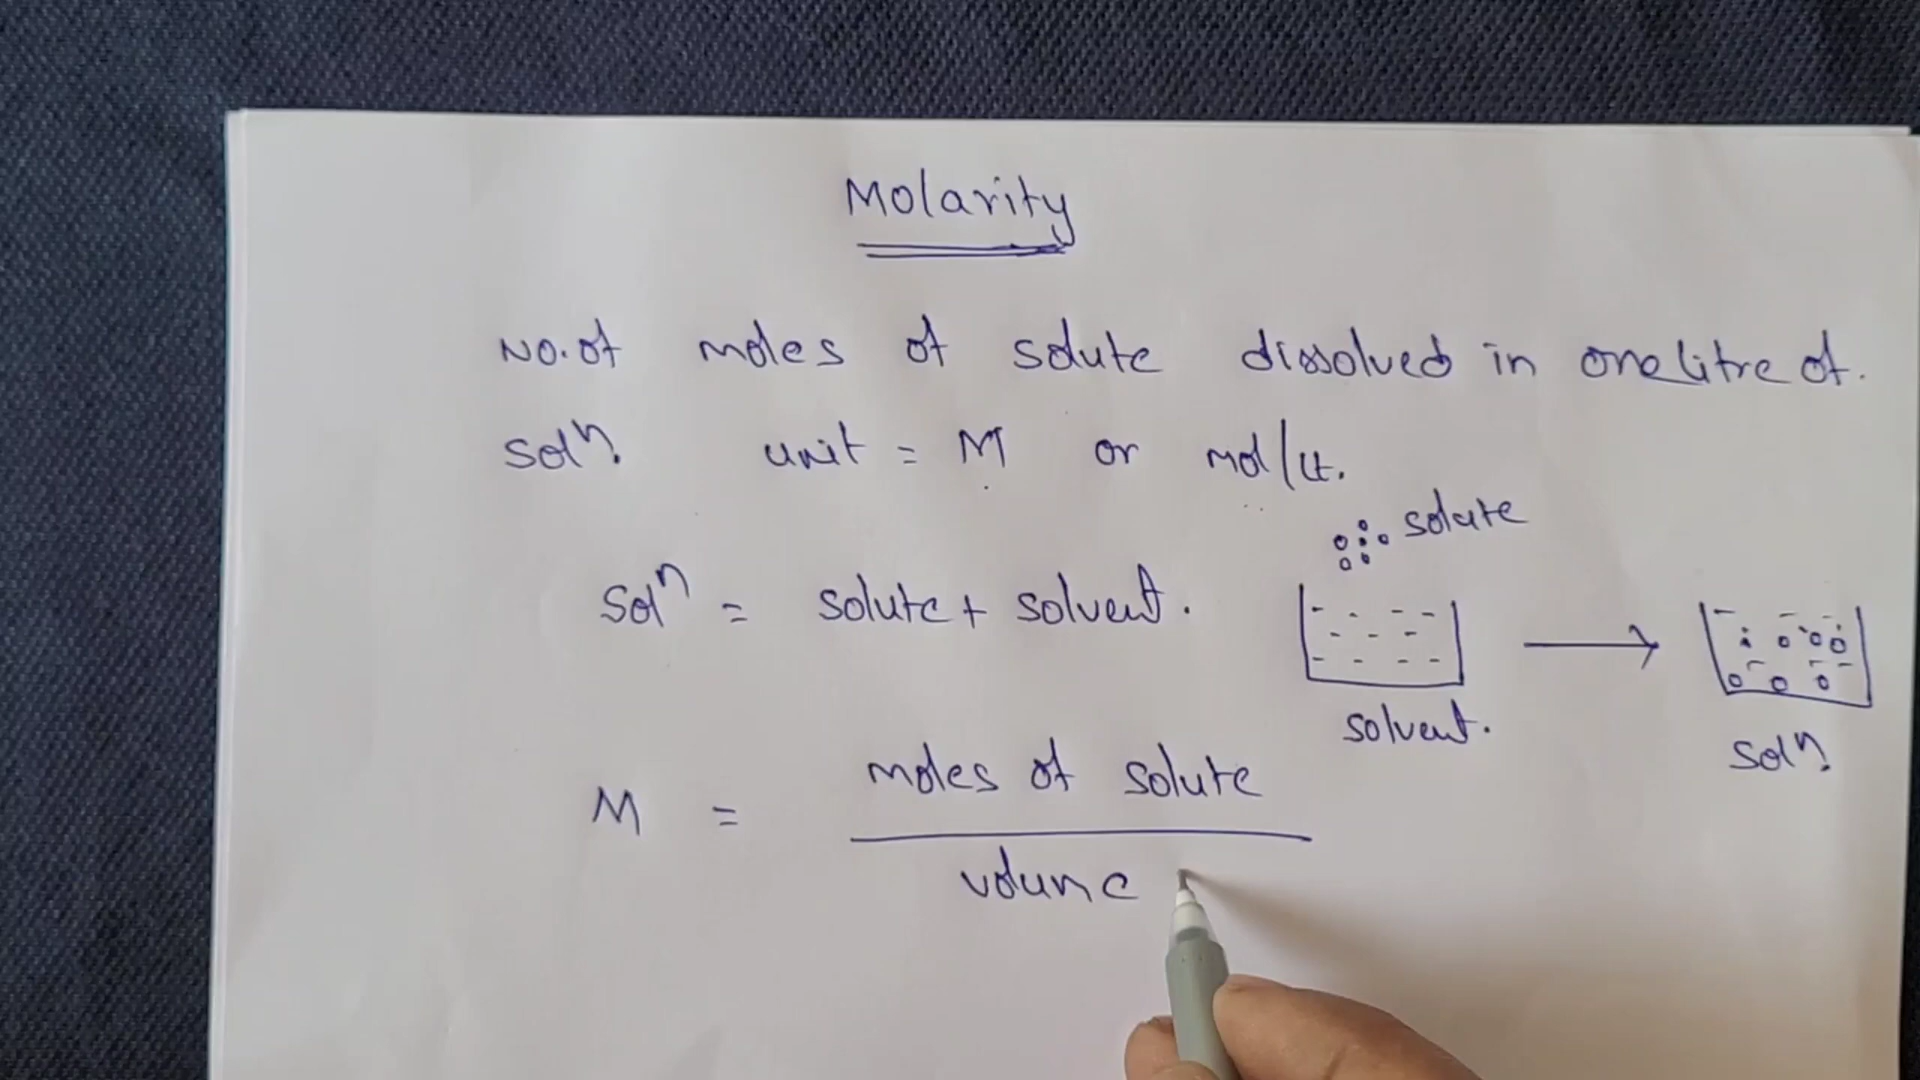 Molarity
No. of moles of solute dissolved in one litre of.
solⁿ. unit = M or mol/lt.
solute
solⁿ = solute + solvent.
solvent.
solⁿ.
M = moles of solute
volume